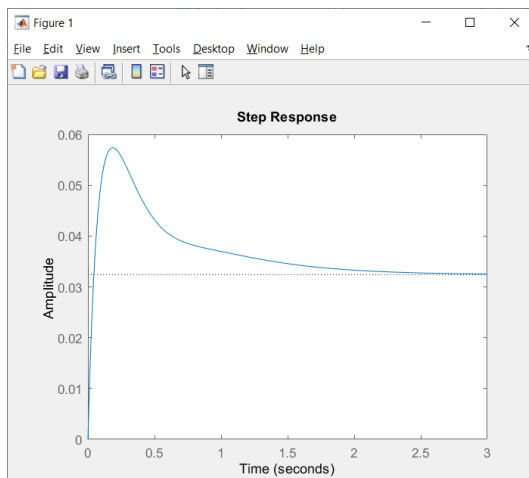 Figure 1
File Edit View Insert Tools Desktop Window Help
Step Response
0.06
0.05
0.04
0.03
0.02
0.01
0
Amplitude
0 0.5 1 1.5 2 2.5 3
Time (seconds)